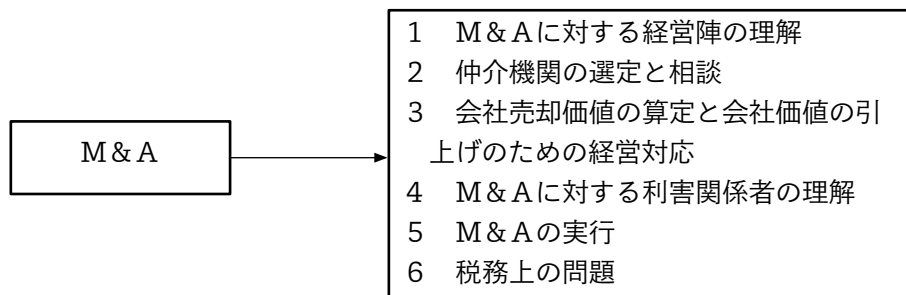 M&A
1 M&Aに対する経営陣の理解
2 仲介機関の選定と相談
3 会社売却価値の算定と会社価値の引
上げのための経営対応
4 M&Aに対する利害関係者の理解
5 M&Aの実行
6 税務上の問題